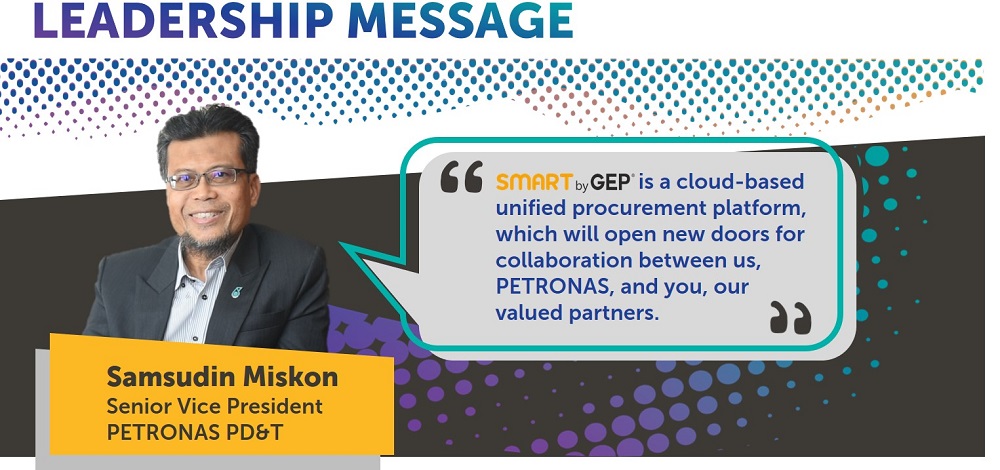 LEADERSHIP MESSAGE
“ SMART by GEP® is a cloud-based
unified procurement platform,
which will open new doors for
collaboration between us,
PETRONAS, and you, our
valued partners. ”
Samsudin Miskon
Senior Vice President
PETRONAS PD&T